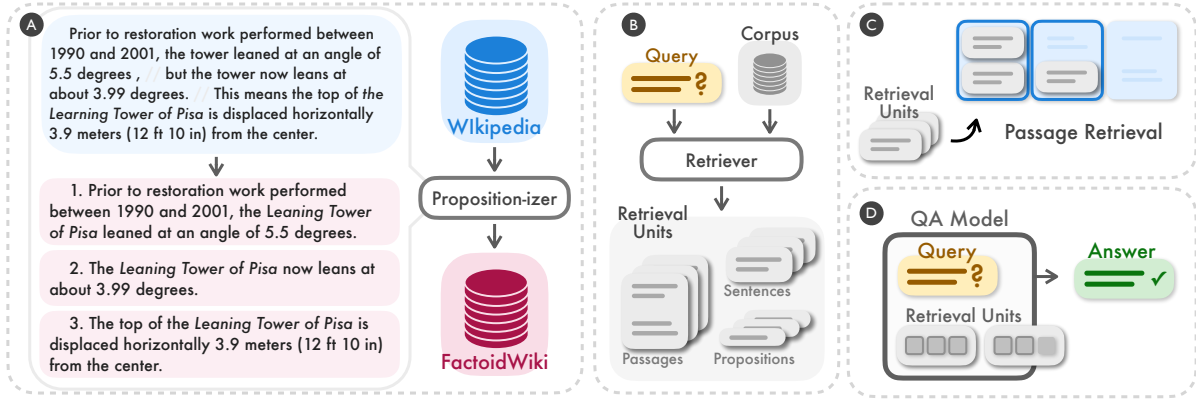 A
Prior to restoration work performed between
1990 and 2001, the tower leaned at an angle of
5.5 degrees , // but the tower now leans at
about 3.99 degrees. // This means the top of the
Learning Tower of Pisa is displaced horizontally
3.9 meters (12 ft 10 in) from the center.
1. Prior to restoration work performed
between 1990 and 2001, the Leaning Tower
of Pisa leaned at an angle of 5.5 degrees.
2. The Leaning Tower of Pisa now leans at
about 3.99 degrees.
3. The top of the Leaning Tower of Pisa is
displaced horizontally 3.9 meters (12 ft 10 in)
from the center.
WIkipedia
Proposition-izer
FactoidWiki
B
Query
?
Corpus
Retriever
Retrieval
Units
Passages
Sentences
Propositions
C
Retrieval
Units
Passage Retrieval
D
QA Model
Query
?
Retrieval Units
Answer
✓